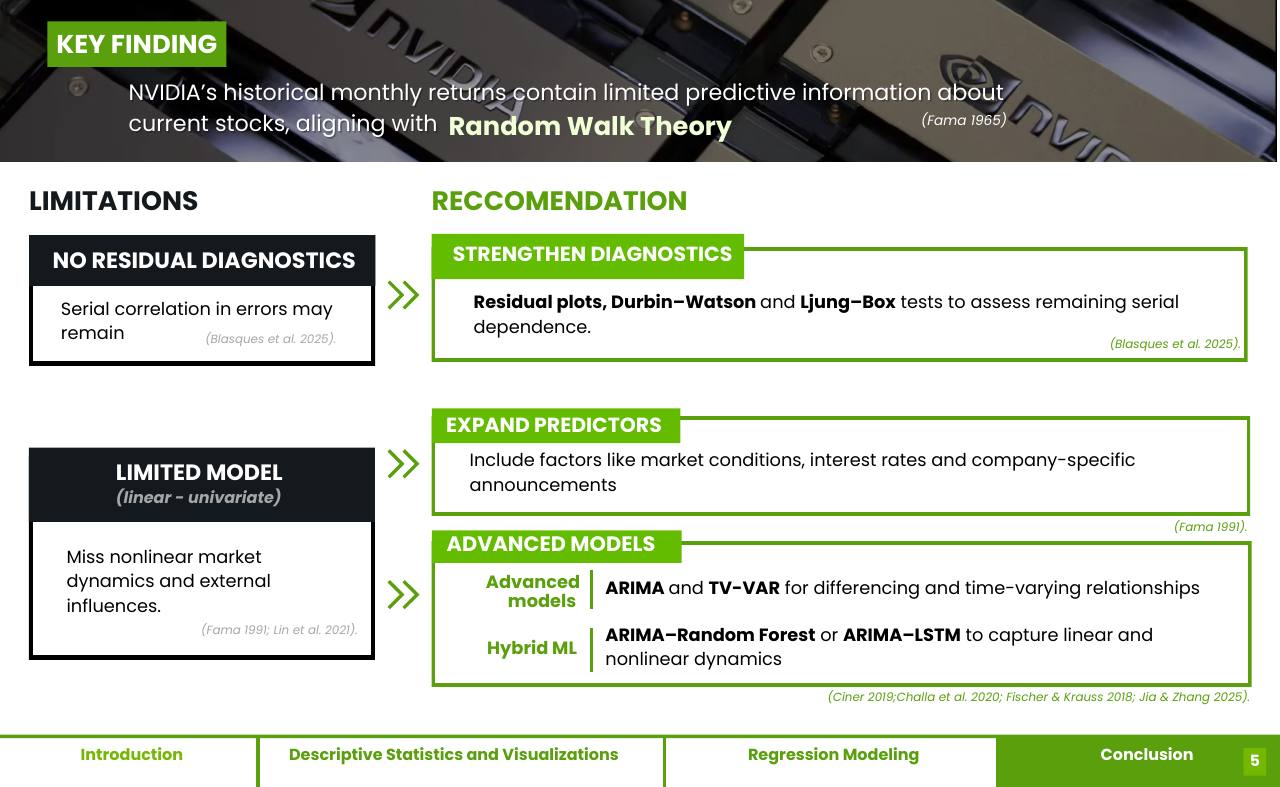 KEY FINDING
NVIDIA’s historical monthly returns contain limited predictive information about
current stocks, aligning with Random Walk Theory
(Fama 1965)
NVIDIA
nVID
LIMITATIONS
NO RESIDUAL DIAGNOSTICS
Serial correlation in errors may
remain
(Blasques et al. 2025).
LIMITED MODEL
(linear - univariate)
Miss nonlinear market
dynamics and external
influences.
(Fama 1991; Lin et al. 2021).
RECCOMENDATION
STRENGTHEN DIAGNOSTICS
Residual plots, Durbin–Watson and Ljung–Box tests to assess remaining serial
dependence.
(Blasques et al. 2025).
EXPAND PREDICTORS
Include factors like market conditions, interest rates and company-specific
announcements
(Fama 1991).
ADVANCED MODELS
Advanced
models
ARIMA and TV-VAR for differencing and time-varying relationships
Hybrid ML
ARIMA–Random Forest or ARIMA–LSTM to capture linear and
nonlinear dynamics
(Ciner 2019;Challa et al. 2020; Fischer & Krauss 2018; Jia & Zhang 2025).
Introduction
Descriptive Statistics and Visualizations
Regression Modeling
Conclusion
5